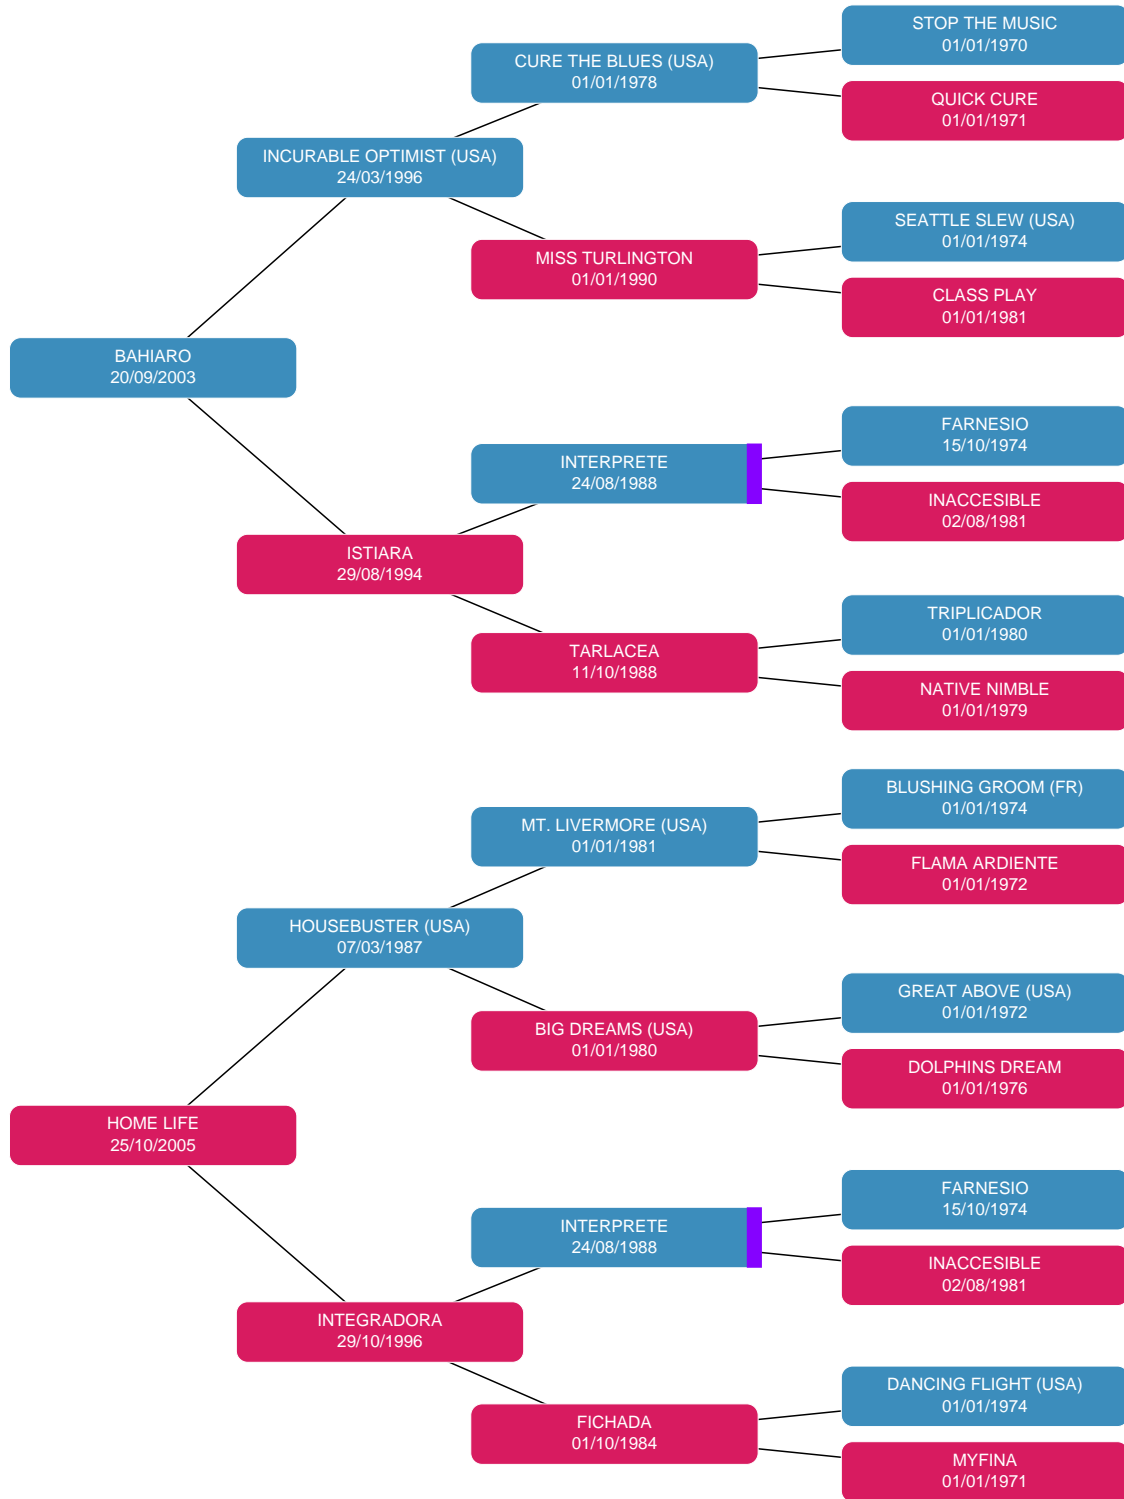 STOP THE MUSIC
01/01/1970
CURE THE BLUES (USA)
01/01/1978
QUICK CURE
01/01/1971
INCURABLE OPTIMIST (USA)
24/03/1996
SEATTLE SLEW (USA)
01/01/1974
MISS TURLINGTON
01/01/1990
CLASS PLAY
01/01/1981
BAHIARO
20/09/2003
FARNESIO
15/10/1974
INTERPRETE
24/08/1988
INACCESIBLE
02/08/1981
ISTIARA
29/08/1994
TRIPLICADOR
01/01/1980
TARLACEA
11/10/1988
NATIVE NIMBLE
01/01/1979
BLUSHING GROOM (FR)
01/01/1974
MT. LIVERMORE (USA)
01/01/1981
FLAMA ARDIENTE
01/01/1972
HOUSEBUSTER (USA)
07/03/1987
GREAT ABOVE (USA)
01/01/1972
BIG DREAMS (USA)
01/01/1980
DOLPHINS DREAM
01/01/1976
HOME LIFE
25/10/2005
FARNESIO
15/10/1974
INTERPRETE
24/08/1988
INACCESIBLE
02/08/1981
INTEGRADORA
29/10/1996
DANCING FLIGHT (USA)
01/01/1974
FICHADA
01/10/1984
MYFINA
01/01/1971